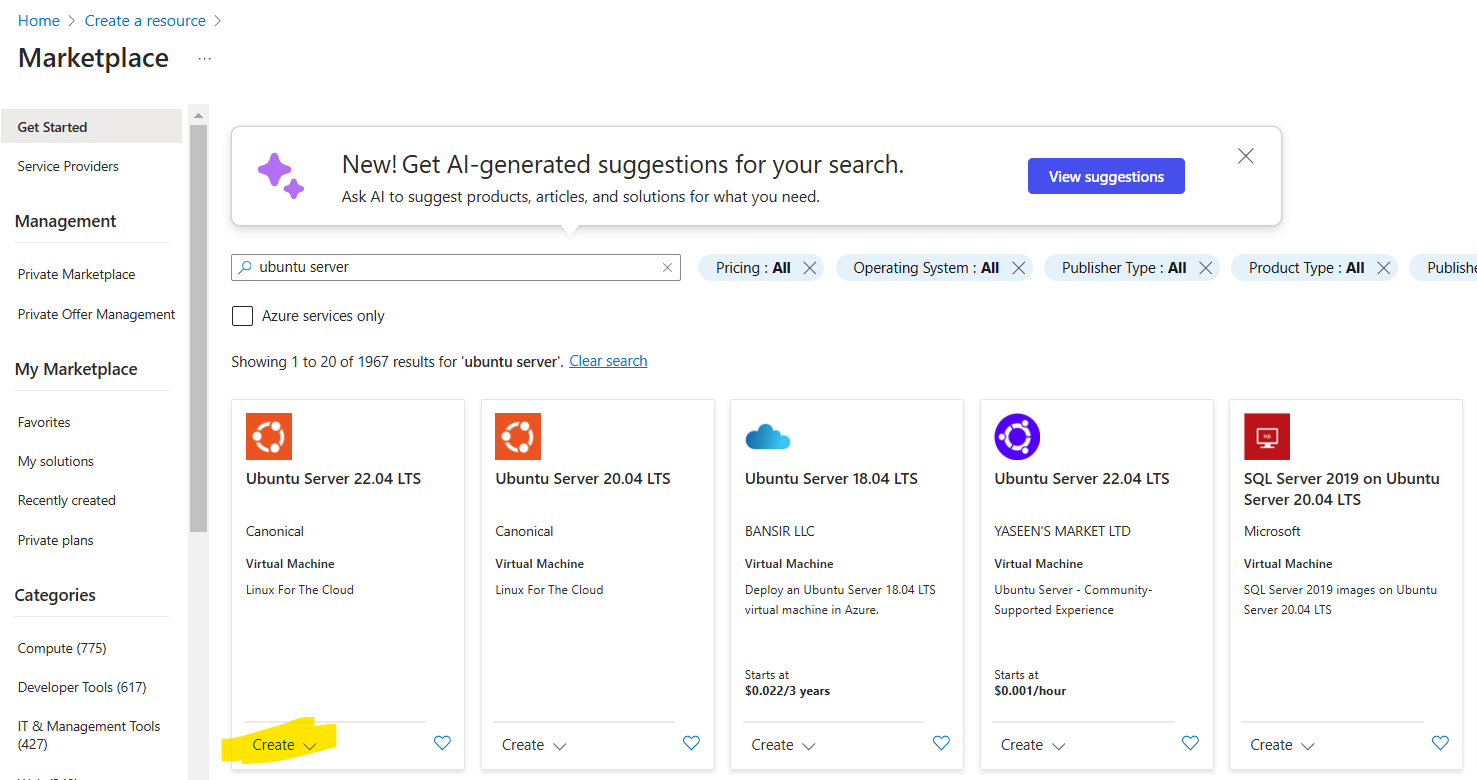 Home > Create a resource >
Marketplace ...
Get Started
Service Providers
Management
Private Marketplace
Private Offer Management
My Marketplace
Favorites
My solutions
Recently created
Private plans
Categories
Compute (775)
Developer Tools (617)
IT & Management Tools
(427)
New! Get AI-generated suggestions for your search.
Ask AI to suggest products, articles, and solutions for what you need.
View suggestions
ubuntu server
Pricing : All
Operating System : All
Publisher Type : All
Product Type : All
Azure services only
Showing 1 to 20 of 1967 results for 'ubuntu server'. Clear search
Ubuntu Server 22.04 LTS
Canonical
Virtual Machine
Linux For The Cloud
Create
Ubuntu Server 20.04 LTS
Canonical
Virtual Machine
Linux For The Cloud
Create
Ubuntu Server 18.04 LTS
BANSIR LLC
Virtual Machine
Deploy an Ubuntu Server 18.04 LTS
virtual machine in Azure.
Starts at
$0.022/3 years
Create
Ubuntu Server 22.04 LTS
YASEEN'S MARKET LTD
Virtual Machine
Ubuntu Server - Community-
Supported Experience
Starts at
$0.001/hour
Create
SQL
SQL Server 2019 on Ubuntu
Server 20.04 LTS
Microsoft
Virtual Machine
SQL Server 2019 images on Ubuntu
Server 20.04 LTS
Create